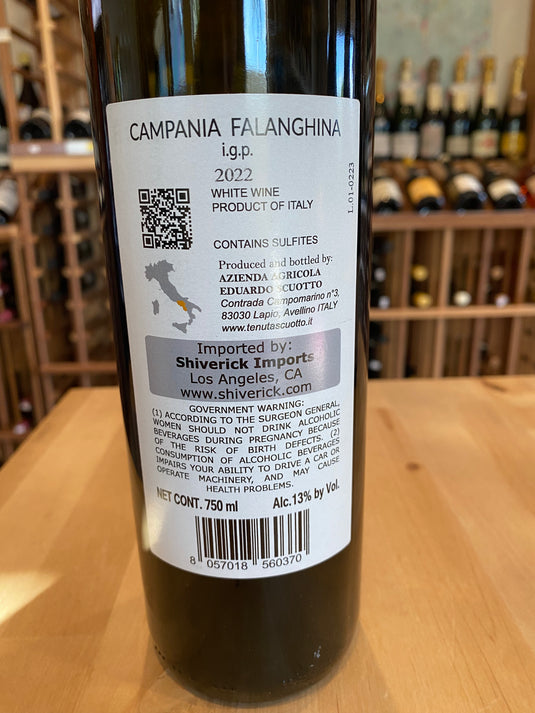 CAMPANIA FALANGHINA
i.g.p.
2022
WHITE WINE
PRODUCT OF ITALY
L.01-0223
CONTAINS SULFITES
Produced and bottled by:
AZIENDA AGRICOLA
EDUARDO SCUOTTO
Contrada Campomarino n°3,
83030 Lapio, Avellino ITALY
www.tenutascuotto.it
Imported by:
Shiverick Imports
Los Angeles, CA
www.shiverick.com
GOVERNMENT WARNING:
(1) ACCORDING TO THE SURGEON GENERAL,
WOMEN SHOULD NOT DRINK ALCOHOLIC
BEVERAGES DURING PREGNANCY BECAUSE
OF THE RISK OF BIRTH DEFECTS. (2)
CONSUMPTION OF ALCOHOLIC BEVERAGES
IMPAIRS YOUR ABILITY TO DRIVE A CAR OR
OPERATE MACHINERY, AND MAY CAUSE
HEALTH PROBLEMS.
NET CONT. 750 ml Alc.13% by Vol.
8 057018 560370